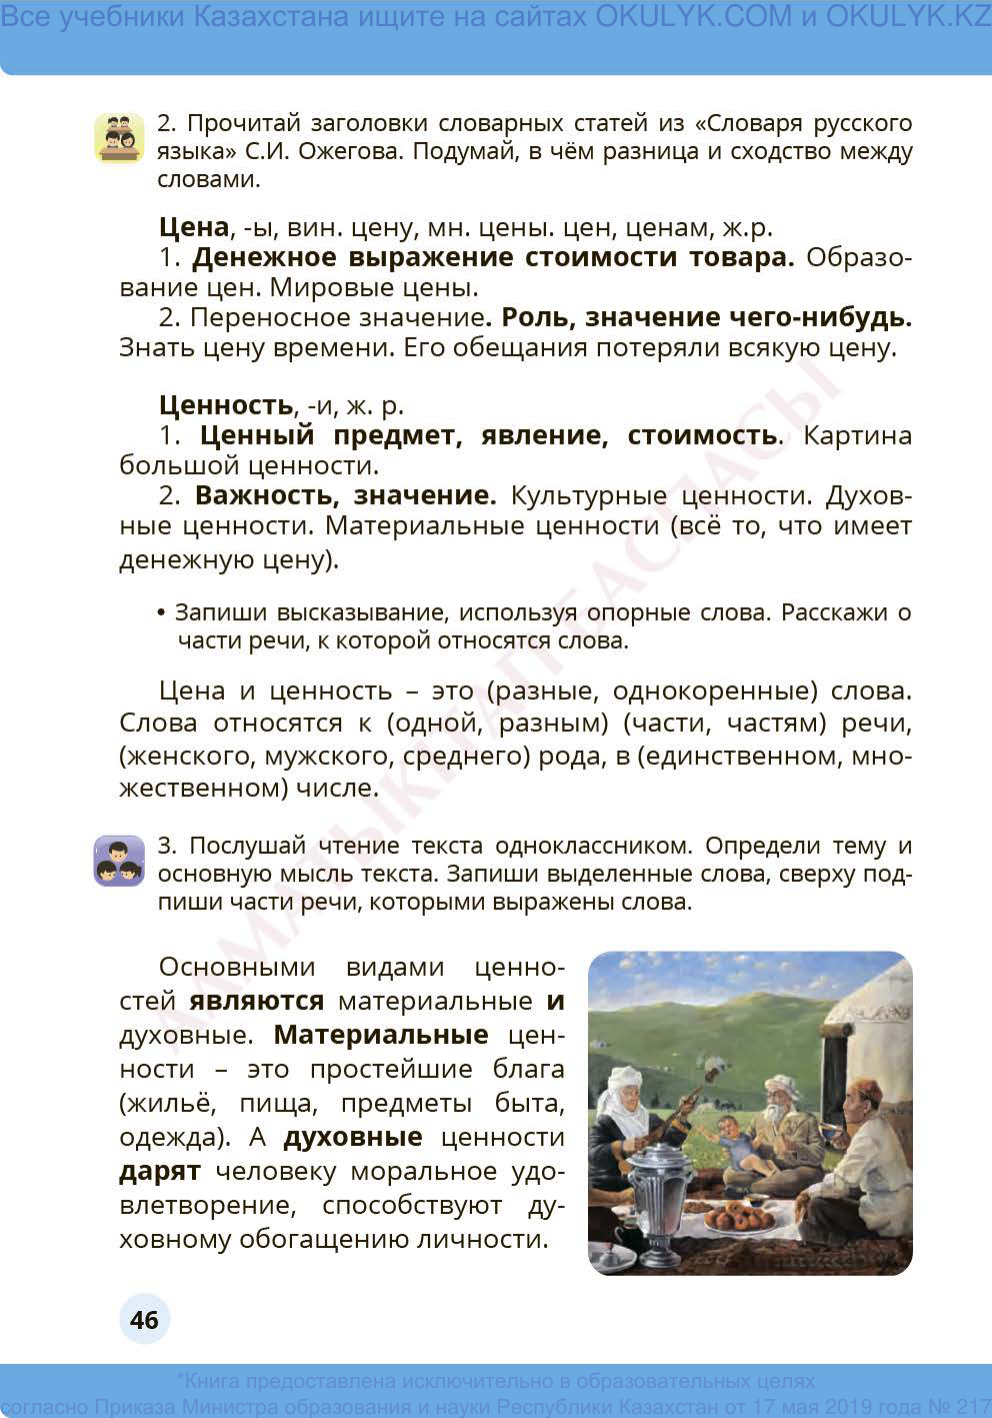 Все учебники Казахстана ищите на сайтах OKULYK.COM и OKULYK.KZ
2. Прочитай заголовки словарных статей из «Словаря русского
языка» С.И. Ожегова. Подумай, в чём разница и сходство между
словами.
Цена, -ы, вин. цену, мн. цены. цен, ценам, ж.р.
1. Денежное выражение стоимости товара. Образо-
вание цен. Мировые цены.
2. Переносное значение. Роль, значение чего-нибудь.
Знать цену времени. Его обещания потеряли всякую цену.
Ценность, -и, ж. р.
1. Ценный предмет, явление, стоимость. Картина
большой ценности.
2. Важность, значение. Культурные ценности. Духов-
ные ценности. Материальные ценности (всё то, что имеет
денежную цену).
• Запиши высказывание, используя опорные слова. Расскажи о
части речи, к которой относятся слова.
Цена и ценность – это (разные, однокоренные) слова.
Слова относятся к (одной, разным) (части, частям) речи,
(женского, мужского, среднего) рода, в (единственном, мно-
жественном) числе.
3. Послушай чтение текста одноклассником. Определи тему и
основную мысль текста. Запиши выделенные слова, сверху под-
пиши части речи, которыми выражены слова.
Основными видами ценно-
стей являются материальные и
духовные. Материальные цен-
ности – это простейшие блага
(жильё, пища, предметы быта,
одежда). А духовные ценности
дарят человеку моральное удо-
влетворение, способствуют ду-
ховному обогащению личности.
46
АЛМАТЫКІТАП БАСПАСЫ
*Книга предоставлена исключительно в образовательных целях
согласно Приказа Министра образования и науки Республики Казахстан от 17 мая 2019 года № 217